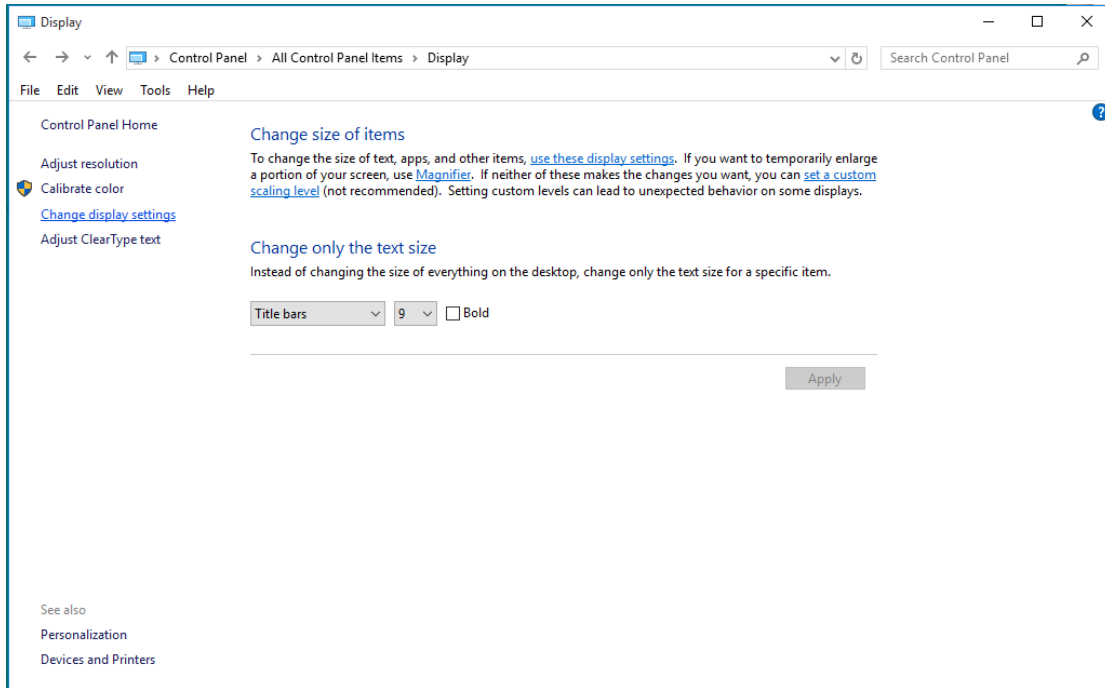 Display
Control Panel > All Control Panel Items > Display
Search Control Panel
File Edit View Tools Help
?
Control Panel Home
Adjust resolution
Calibrate color
Change display settings
Adjust ClearType text
Change size of items
To change the size of text, apps, and other items, use these display settings. If you want to temporarily enlarge
a portion of your screen, use Magnifier. If neither of these makes the changes you want, you can set a custom
scaling level (not recommended). Setting custom levels can lead to unexpected behavior on some displays.
Change only the text size
Instead of changing the size of everything on the desktop, change only the text size for a specific item.
Title bars 9 Bold
Apply
See also
Personalization
Devices and Printers